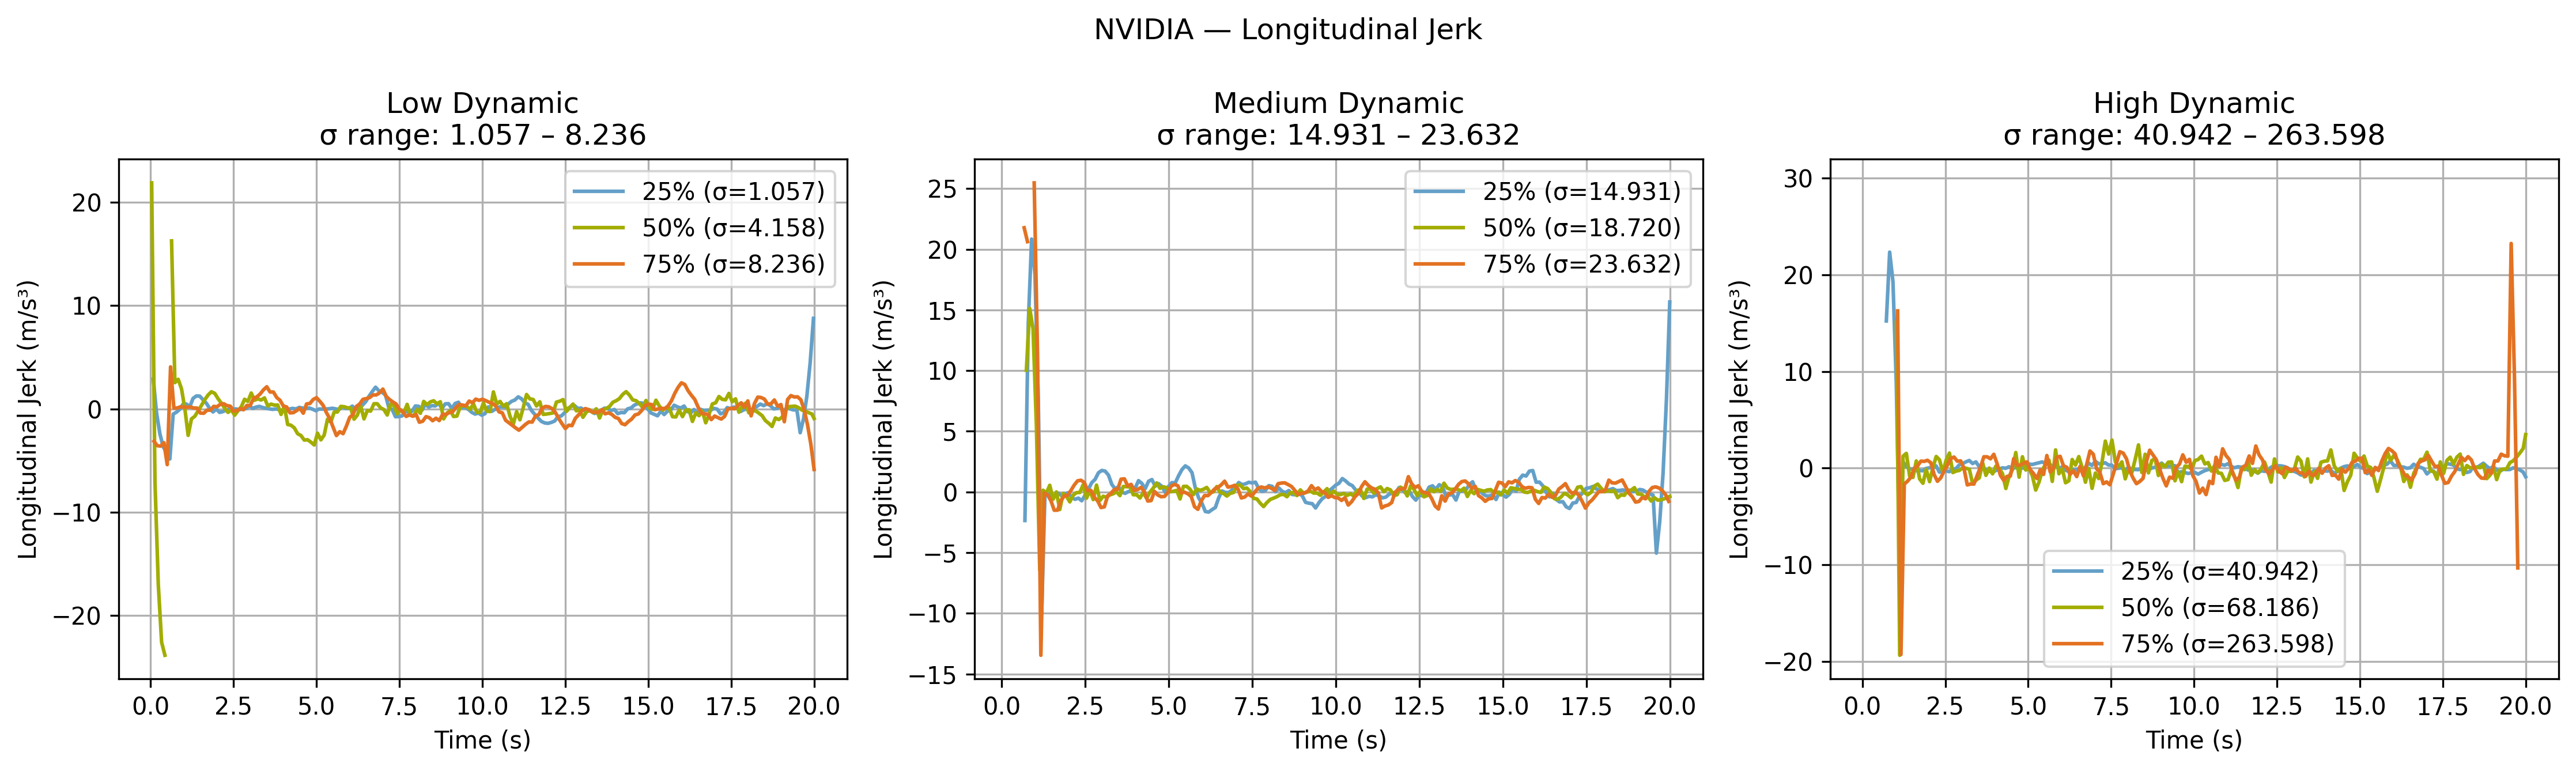 NVIDIA — Longitudinal Jerk
Low Dynamic
σ range: 1.057 – 8.236
Longitudinal Jerk (m/s³)
20
10
0
−10
−20
25% (σ=1.057)
50% (σ=4.158)
75% (σ=8.236)
0.0 2.5 5.0 7.5 10.0 12.5 15.0 17.5 20.0
Time (s)
Medium Dynamic
σ range: 14.931 – 23.632
Longitudinal Jerk (m/s³)
25
20
15
10
5
0
−5
−10
−15
25% (σ=14.931)
50% (σ=18.720)
75% (σ=23.632)
0.0 2.5 5.0 7.5 10.0 12.5 15.0 17.5 20.0
Time (s)
High Dynamic
σ range: 40.942 – 263.598
Longitudinal Jerk (m/s³)
30
20
10
0
−10
−20
25% (σ=40.942)
50% (σ=68.186)
75% (σ=263.598)
0.0 2.5 5.0 7.5 10.0 12.5 15.0 17.5 20.0
Time (s)